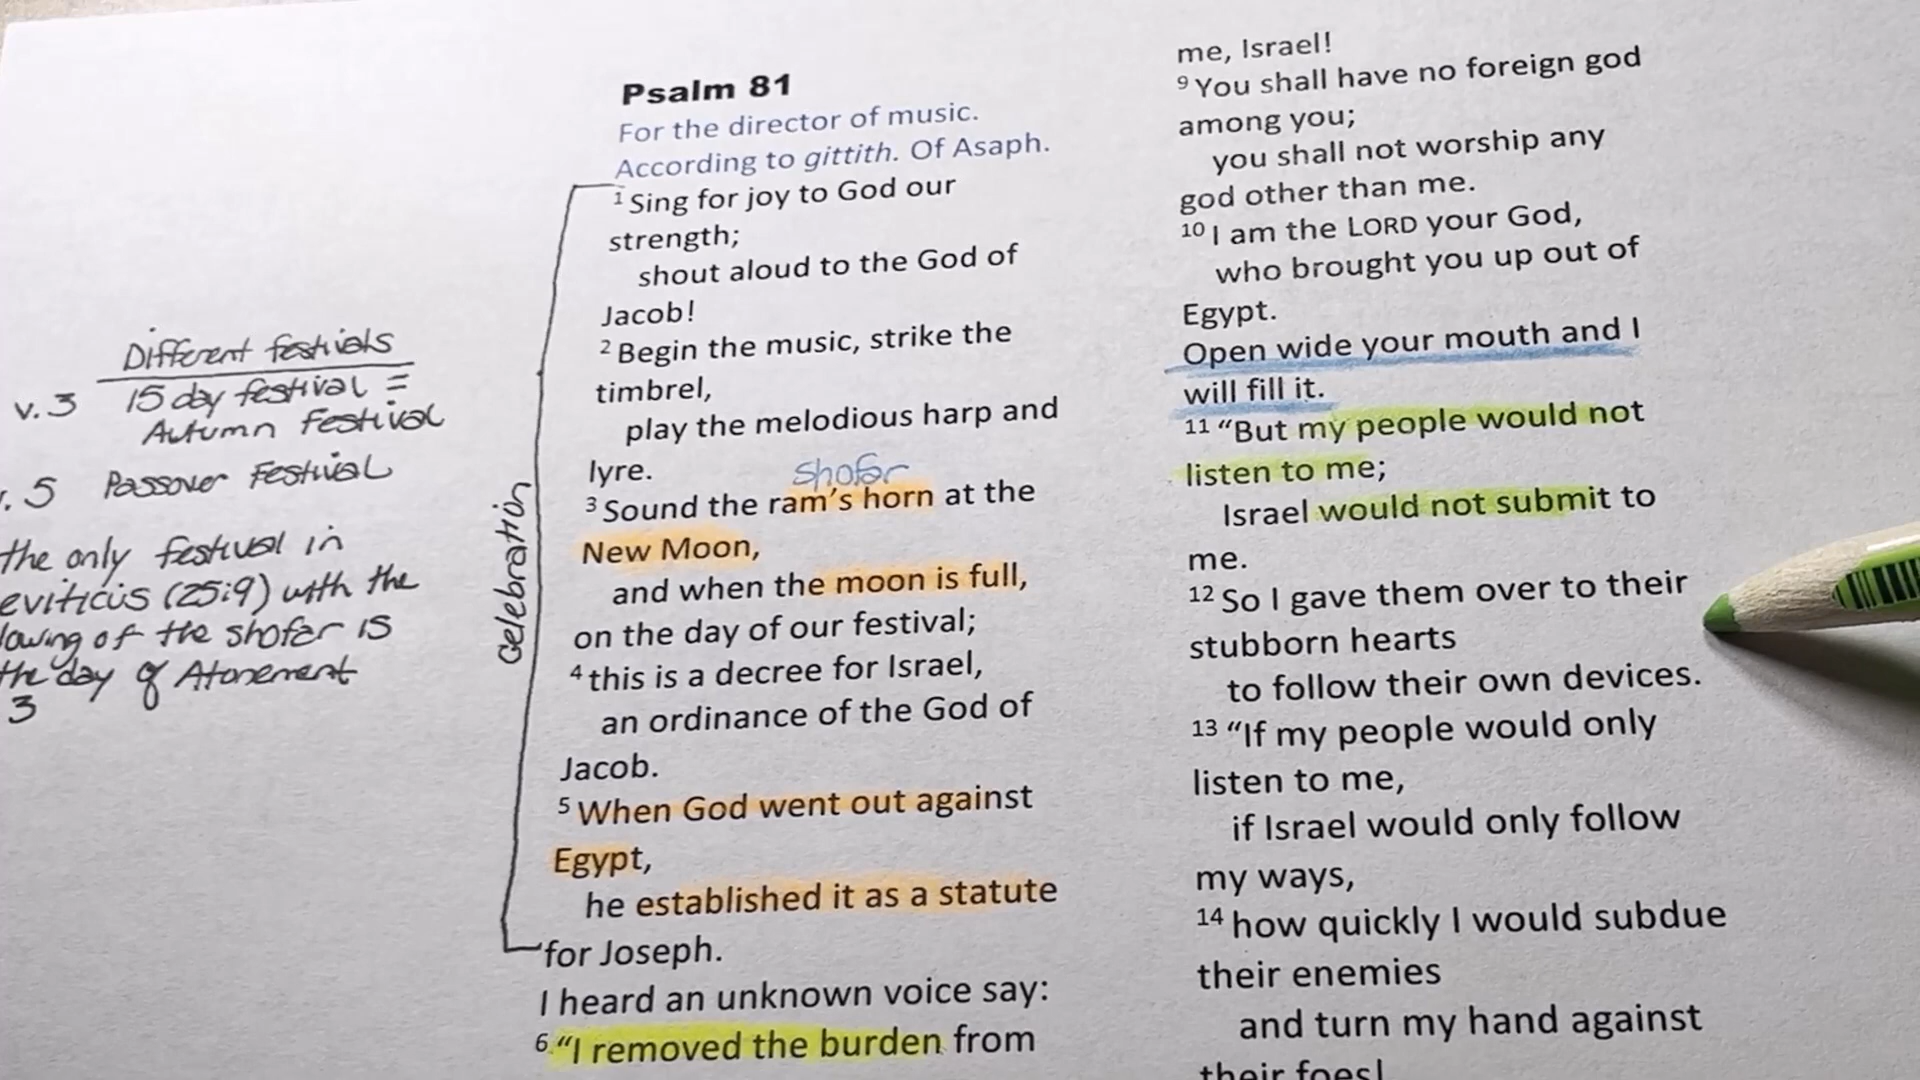 Different festivals
v.3 15 day festival =
Autumn Festival
. 5 Passover Festival
the only festival in
eviticus (25:9) with the
lowing of the shofar is
the day of Atonement
3
Celebration
Psalm 81
For the director of music.
According to gittith. Of Asaph.
1 Sing for joy to God our
strength;
shout aloud to the God of
Jacob!
2 Begin the music, strike the
timbrel,
play the melodious harp and
lyre.
shofar
3 Sound the ram's horn at the
New Moon,
and when the moon is full,
on the day of our festival;
4 this is a decree for Israel,
an ordinance of the God of
Jacob.
5 When God went out against
Egypt,
he established it as a statute
for Joseph.
I heard an unknown voice say:
6 “I removed the burden from
me, Israel!
9 You shall have no foreign god
among you;
you shall not worship any
god other than me.
10 I am the LORD your God,
who brought you up out of
Egypt.
Open wide your mouth and I
will fill it.
11 “But my people would not
listen to me;
Israel would not submit to
me.
12 So I gave them over to their
stubborn hearts
to follow their own devices.
13 “If my people would only
listen to me,
if Israel would only follow
my ways,
14 how quickly I would subdue
their enemies
and turn my hand against
their foes!